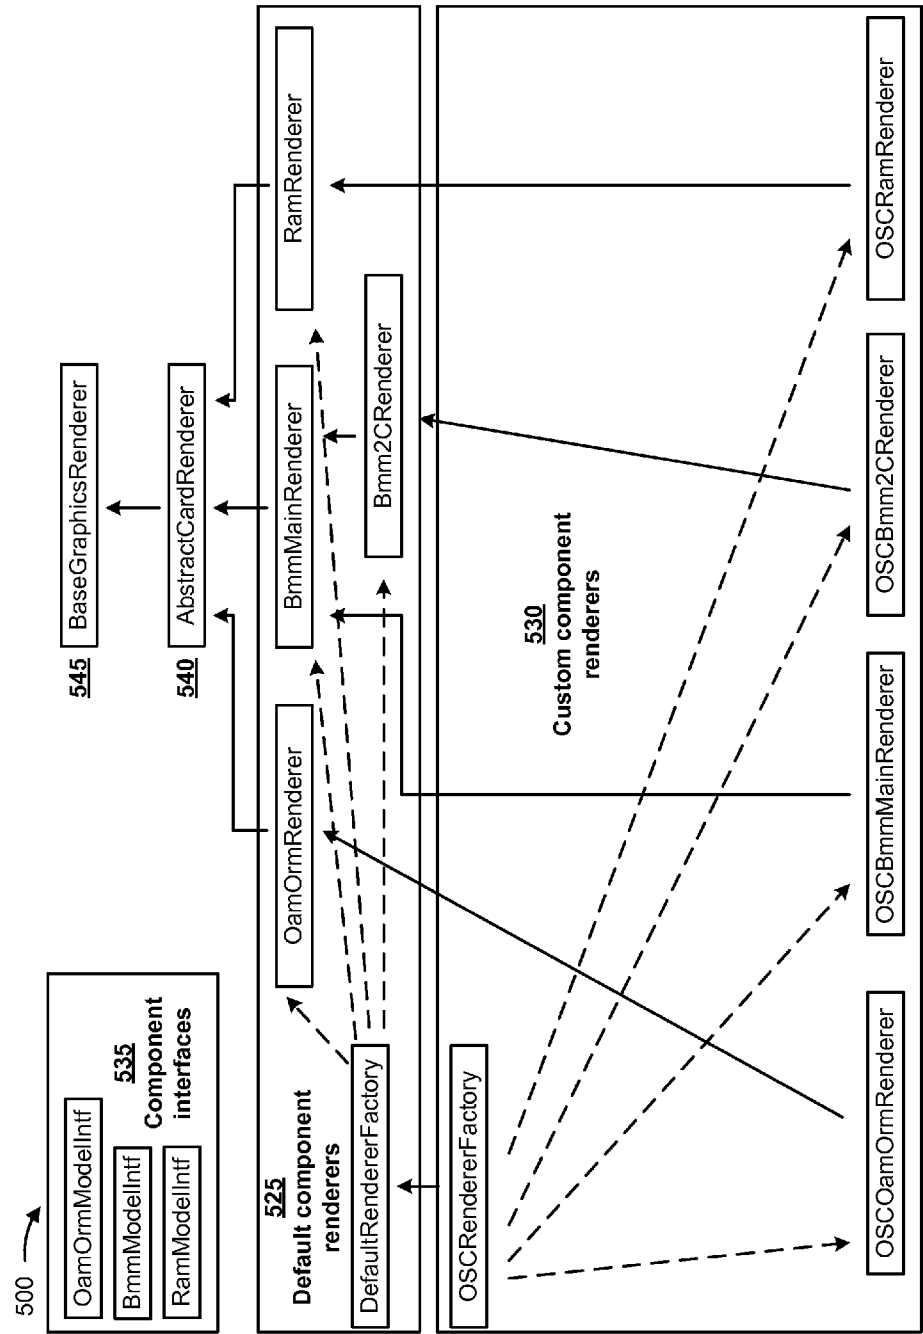 500
OamOrmModelIntf
BmmModelIntf
RamModelIntf
535
Component
interfaces
545
BaseGraphicsRenderer
540
AbstractCardRenderer
525
Default component
renderers
DefaultRendererFactory
OamOrmRenderer
BmmMainRenderer
RamRenderer
Bmm2CRenderer
OSCRendererFactory
530
Custom component
renderers
OSCOamOrmRenderer
OSCBmmMainRenderer
OSCBmm2CRenderer
OSCRamRenderer